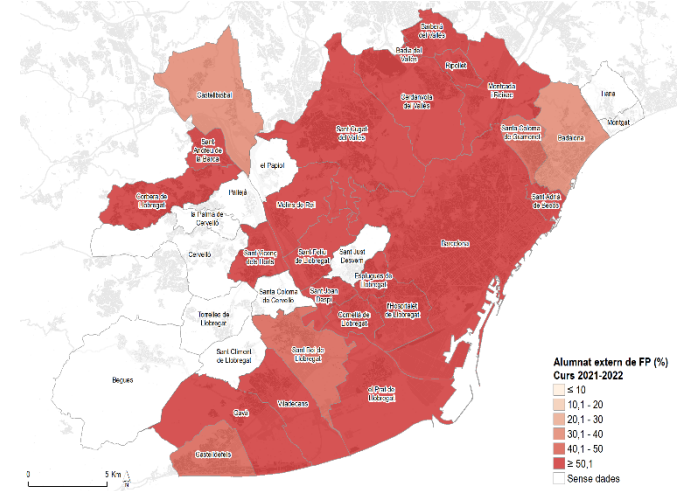 Barberà
del Vallès
Badia del
Vallès
Ripollet
Castellbisbal
Cerdanyola
del Vallès
Montcada
i Reixac
Tiana
Montgat
Sant Cugat
del Vallès
Santa Coloma
de Gramenet
Badalona
Sant
Andreu de
la Barca
el Papiol
Corbera de
Llobregat
Pallejà
Molins de Rei
Sant Adrià
de Besòs
la Palma de
Cervelló
Barcelona
Cervelló
Sant Vicenç
dels Horts
Sant Feliu
de Llobregat
Sant Just
Desvern
Esplugues de
Llobregat
Santa Coloma
de Cervelló
Sant Joan
Despí
Torrelles de
Llobregat
Cornellà de
Llobregat
l'Hospitalet
de Llobregat
Sant Climent
de Llobregat
Sant Boi de
Llobregat
Begues
el Prat de
Llobregat
Gavà
Viladecans
Castelldefels
Alumnat extern de FP (%)
Curs 2021-2022
≤ 10
10,1 - 20
20,1 - 30
30,1 - 40
40,1 - 50
≥ 50,1
Sense dades
0
5 Km
N